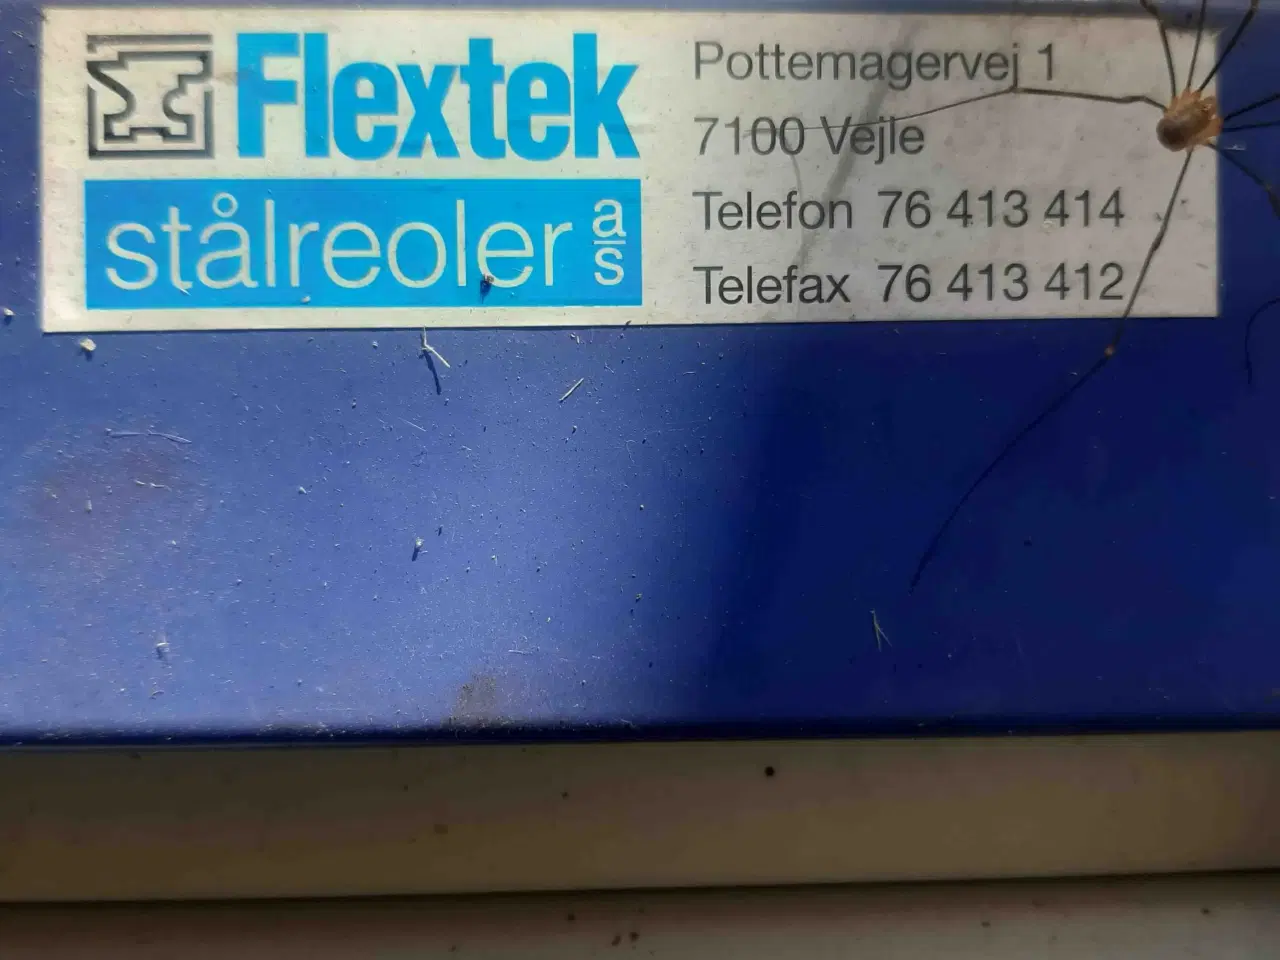 Flextek
stålreoler a/s
Pottemagervej 1
7100 Vejle
Telefon 76 413 414
Telefax 76 413 412